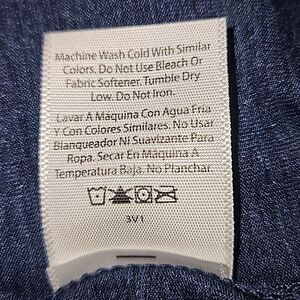 Machine Wash Cold With Similar
Colors. Do Not Use Bleach Or
Fabric Softener. Tumble Dry
Low. Do Not Iron.
Lavar A Máquina Con Agua Fria
Y Con Colores Similares. No Usar
Blanqueador Ni Suavizante Para
Ropa. Secar En Máquina A
Temperatura Baja. No Planchar.
3V1